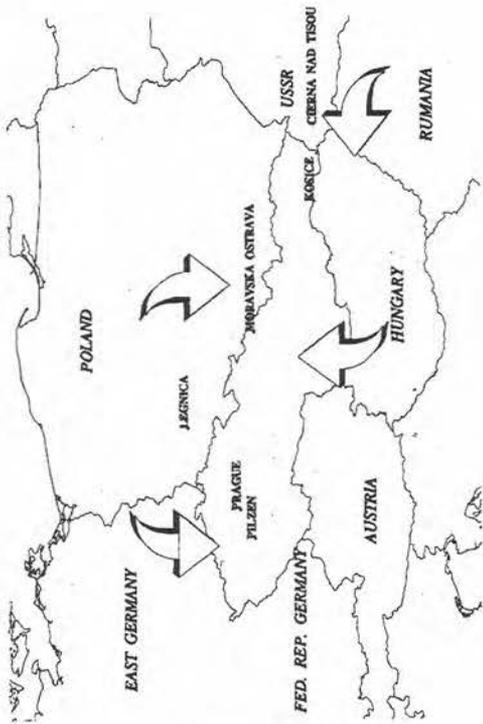 POLAND
EAST GERMANY
LEGNICA
MORAVSKA OSTRAVA
PRAGUE
PILZEN
USSR
CIERNA NAD TISOU
KOSICE
FED. REP. GERMANY
AUSTRIA
HUNGARY
RUMANIA